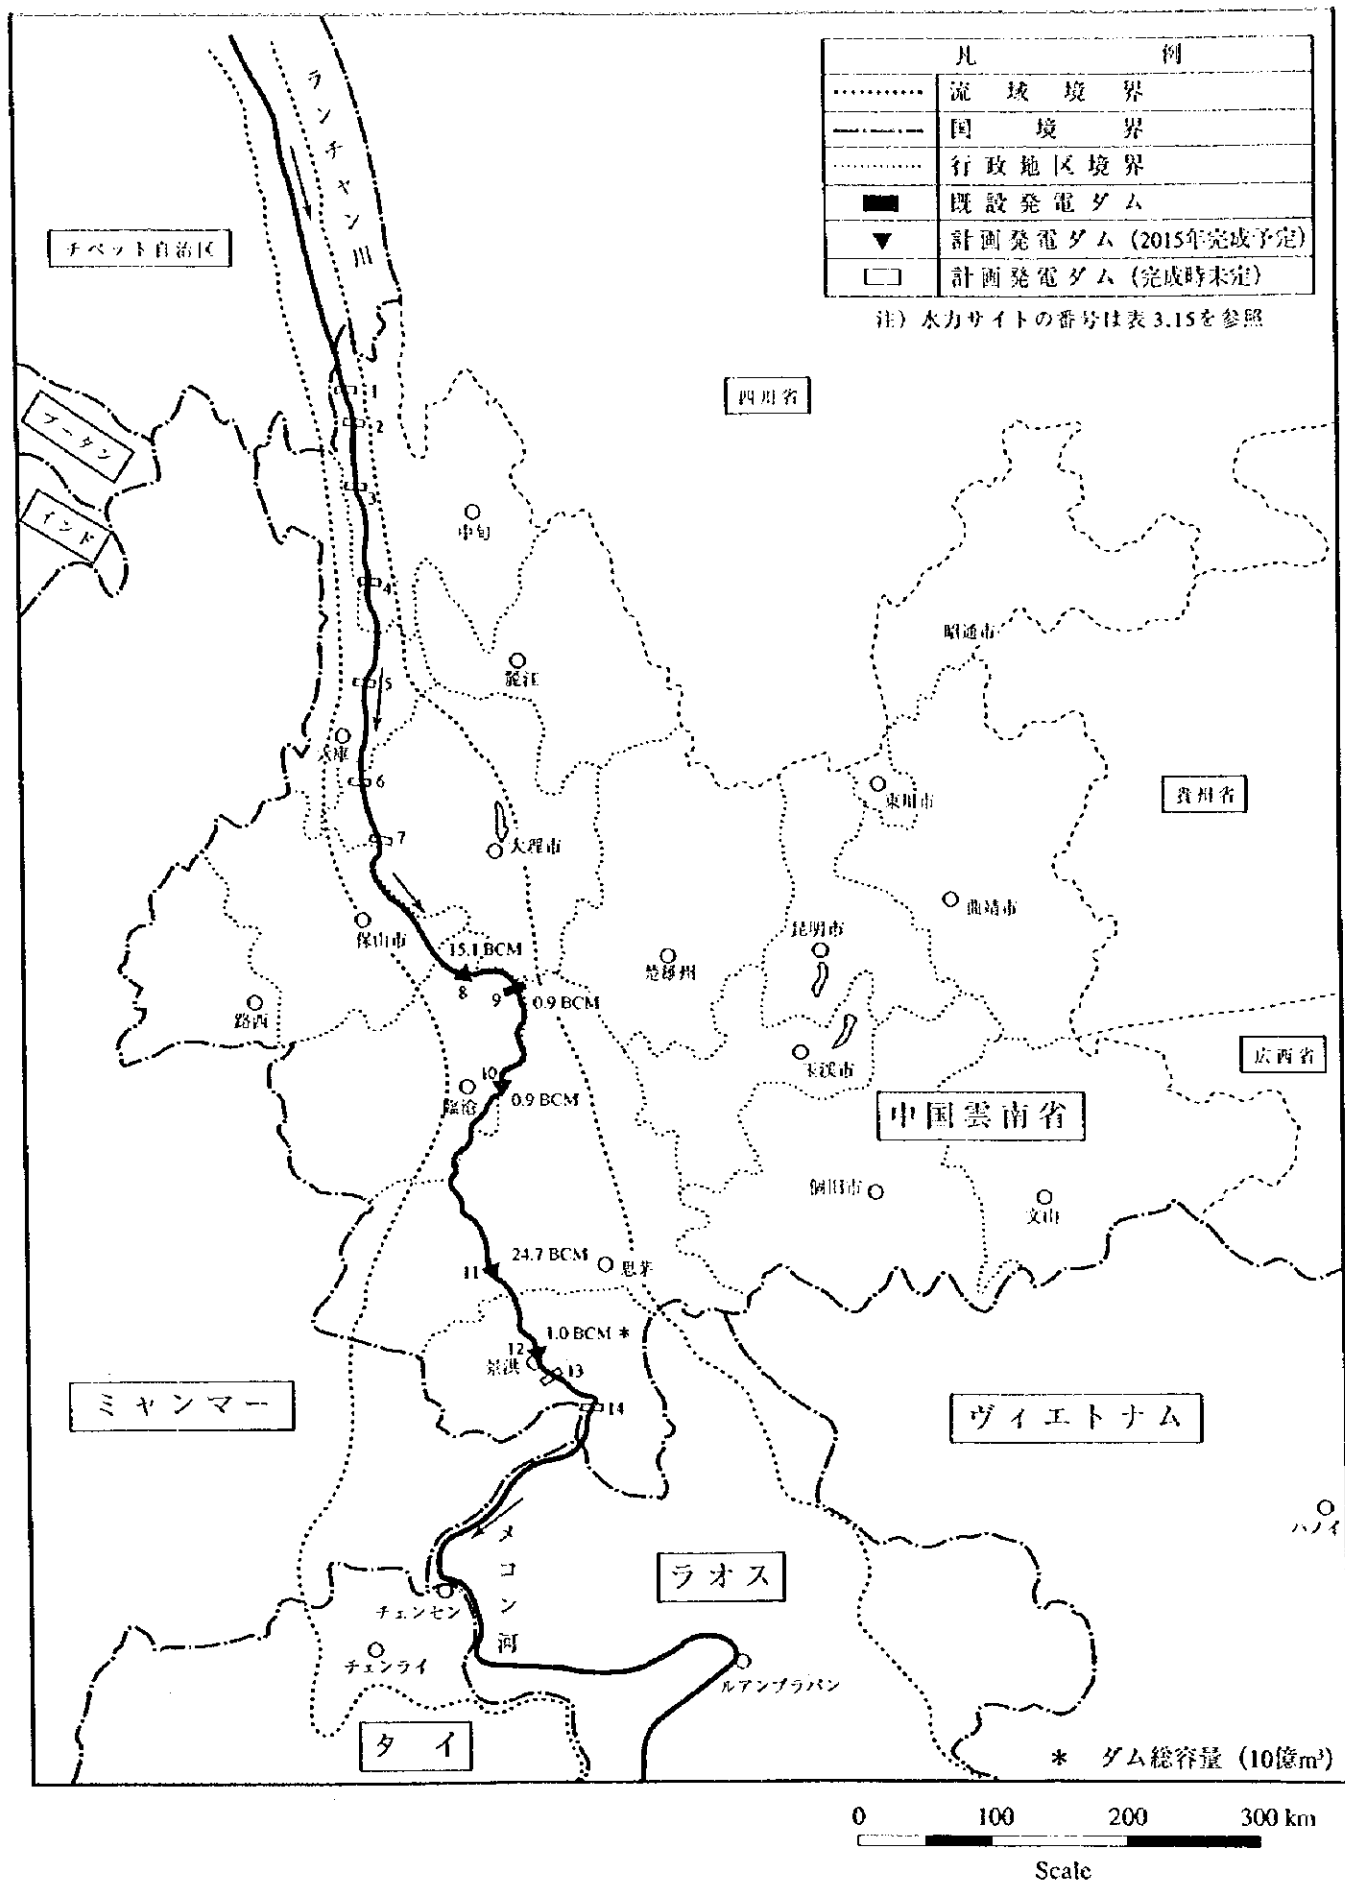 凡例
流域境界
国境界
行政地区境界
既設発電ダム
計画発電ダム (2015年完成予定)
計画発電ダム (完成時未定)
注) 水力サイトの番号は表3.15を参照
ランチャン川
チベット自治区
四川省
ブータン
インド
1
2
3
中甸
4
昭通市
麗江
5
六庫
6
東川市
貴州省
7
大理市
曲靖市
保山市
昆明市
15.1 BCM
楚雄州
8
9
0.9 BCM
路西
玉渓市
広西省
10
臨滄
0.9 BCM
中国雲南省
個旧市
文山
24.7 BCM
11
思茅
1.0 BCM *
12
景洪
13
14
ミャンマー
ヴィエトナム
メコン河
ハノイ
ラオス
チェンセン
チェンライ
ルアンプラバン
タイ
* ダム総容量 (10億m³)
0 100 200 300 km
Scale